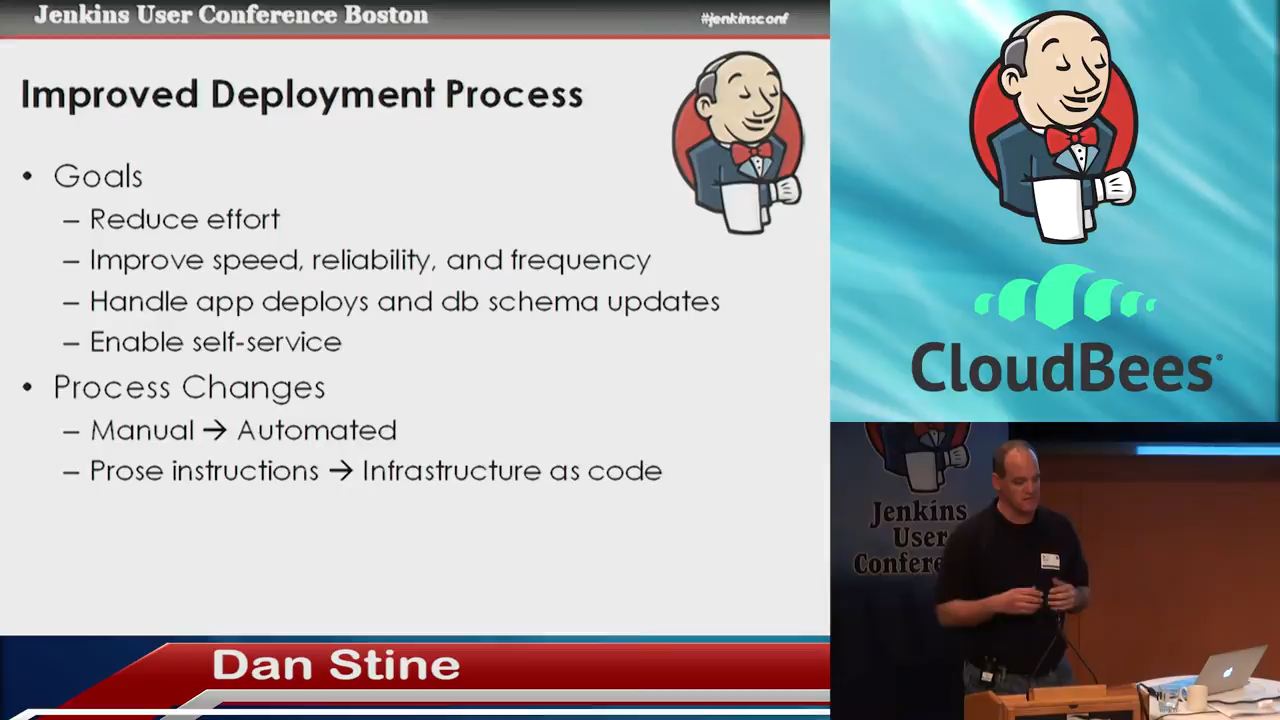 Jenkins User Conference Boston
#jenkinsconf
Improved Deployment Process
• Goals
– Reduce effort
– Improve speed, reliability, and frequency
– Handle app deploys and db schema updates
– Enable self-service
• Process Changes
– Manual → Automated
– Prose instructions → Infrastructure as code
Dan Stine
CloudBees
Jenkins
User
Confere